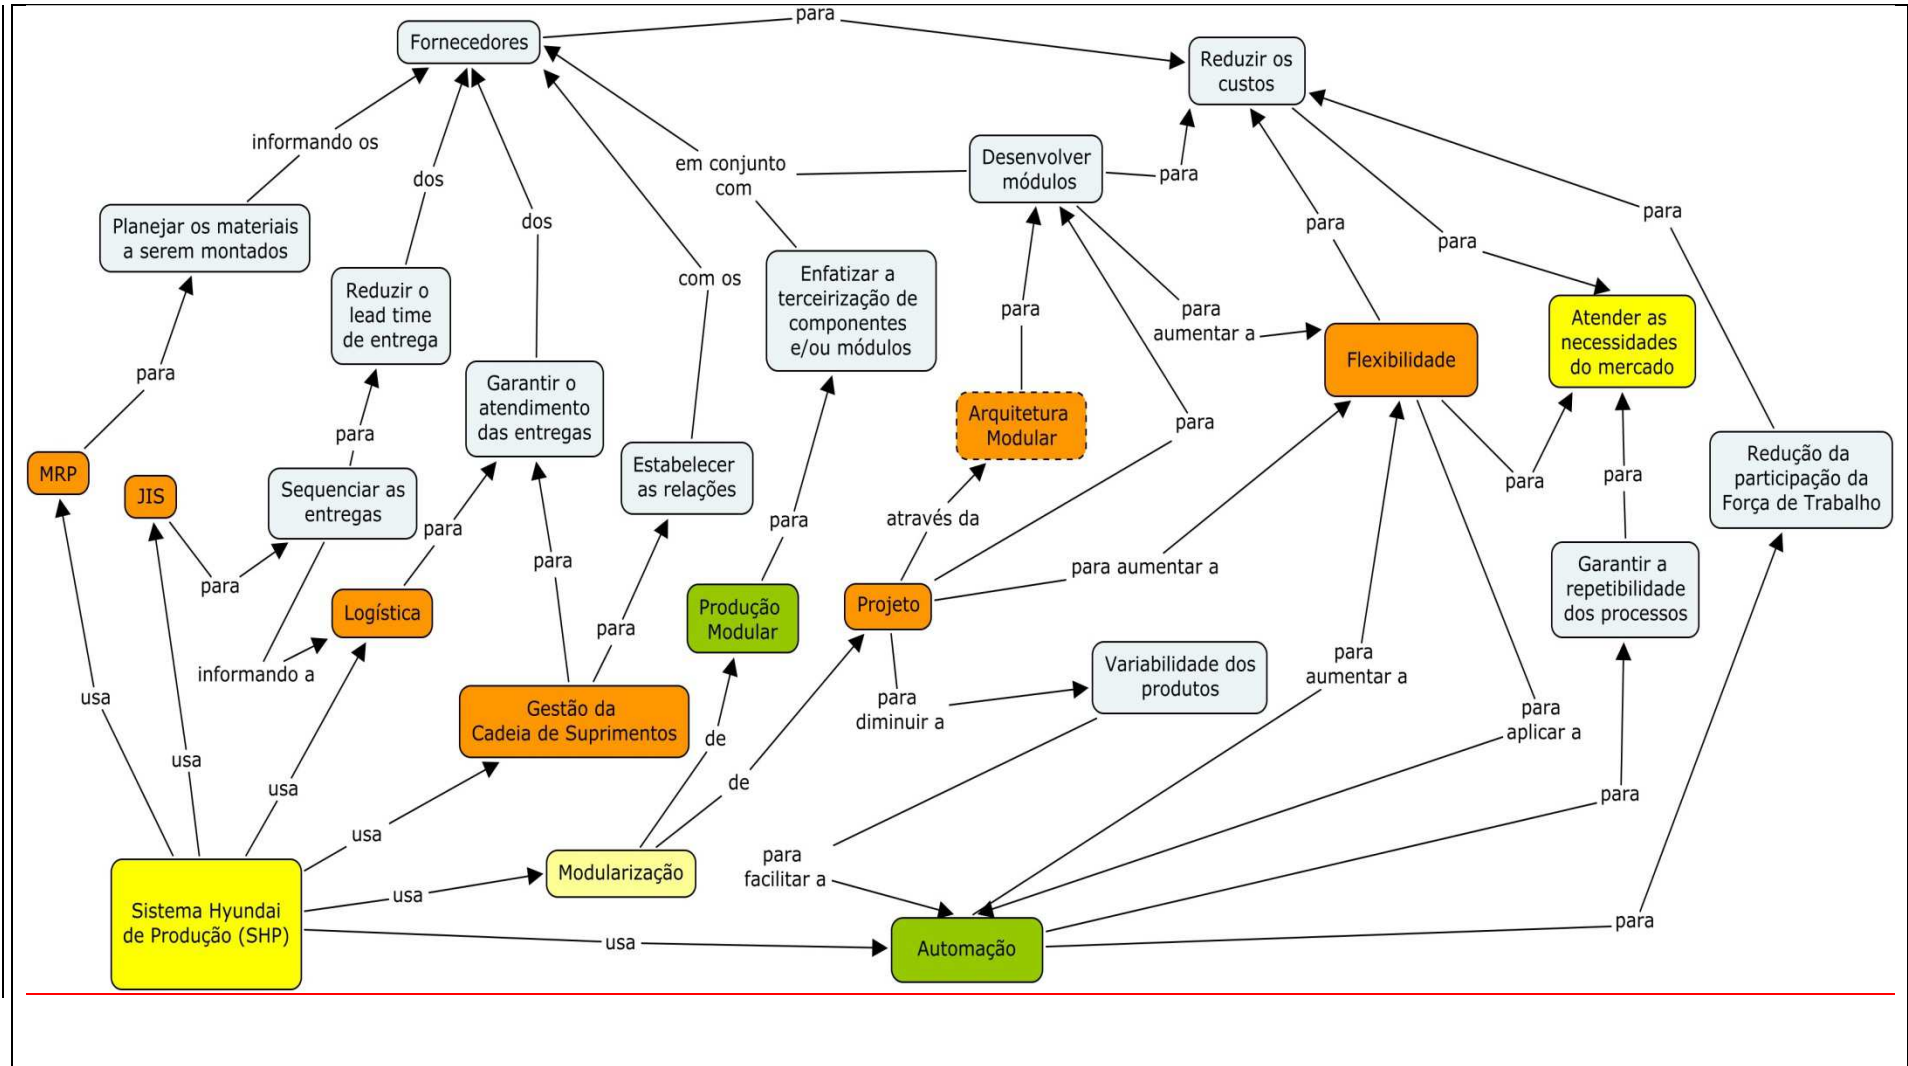 para
Fornecedores
Reduzir os
custos
informando os
em conjunto
com
Desenvolver
módulos
para
dos
dos
para
para
para
Planejar os materiais
a serem montados
com os
Enfatizar a
terceirização de
componentes
e/ou módulos
Reduzir o
lead time
de entrega
para
para
aumentar a
Flexibilidade
Atender as
necessidades
do mercado
para
Garantir o
atendimento
das entregas
Arquitetura
Modular
para
MRP
JIS
para
Sequenciar as
entregas
Estabelecer
as relações
para
para
Redução da
participação da
Força de Trabalho
para
para
através da
para
para
para aumentar a
Garantir a
repetibilidade
dos processos
Logística
para
Produção
Modular
Projeto
informando a
Variabilidade dos
produtos
para
aumentar a
usa
para
diminuir a
Gestão da
Cadeia de Suprimentos
para
aplicar a
de
usa
usa
de
para
usa
para
facilitar a
Modularização
usa
Sistema Hyundai
de Produção (SHP)
usa
Automação
para